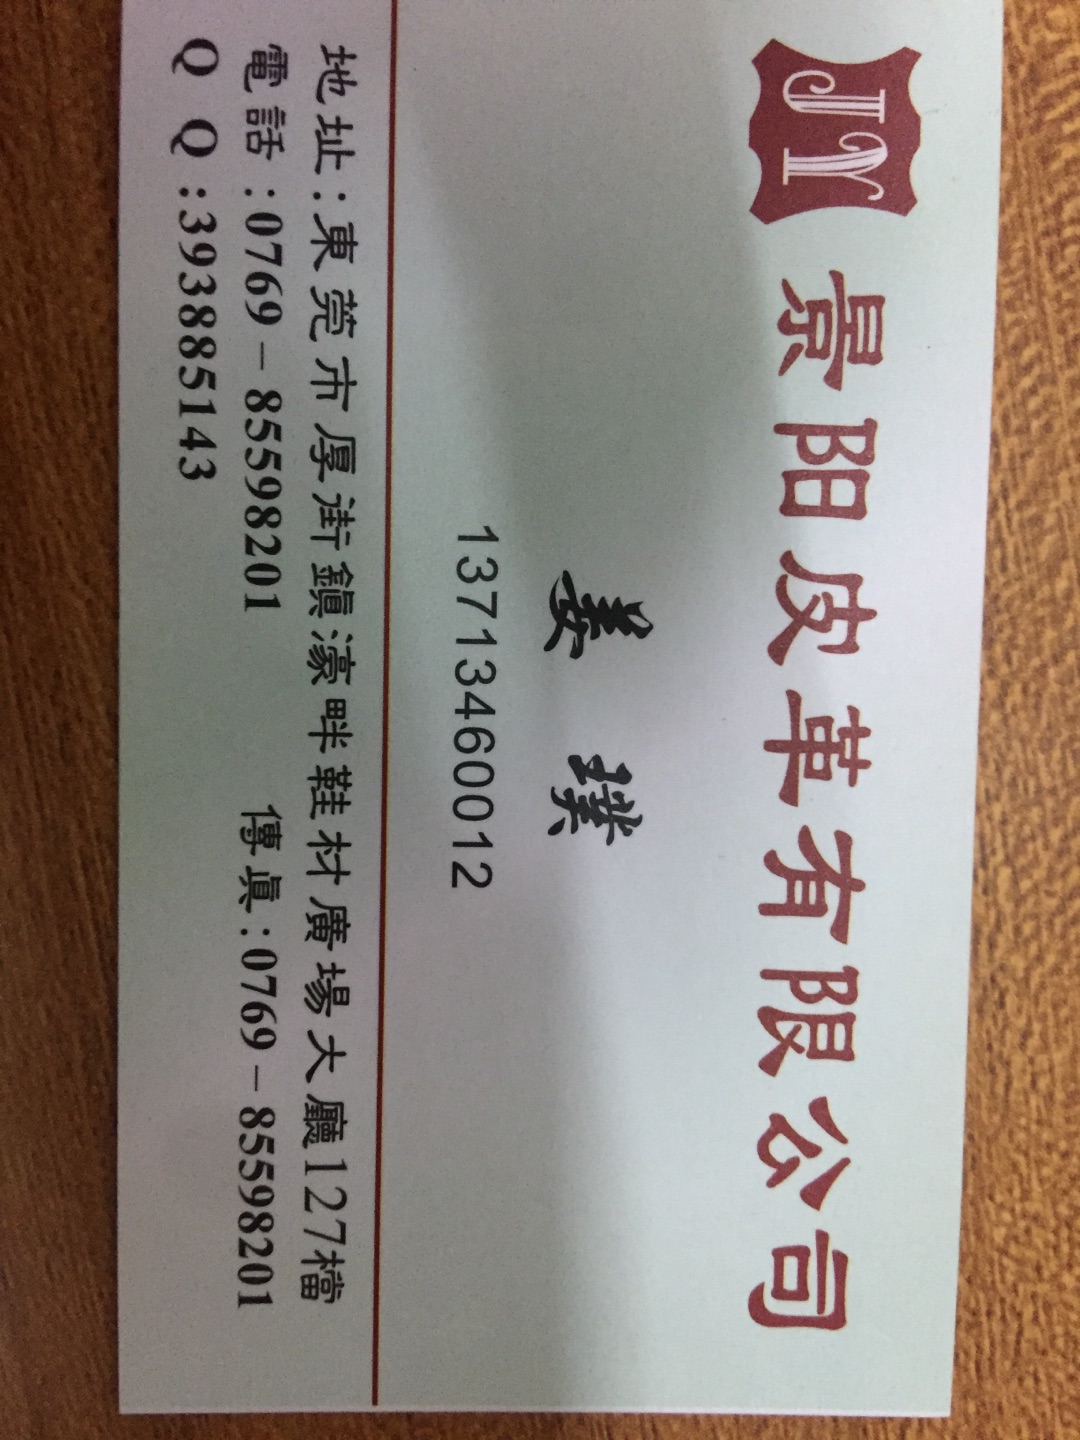 JY 景阳皮革有限公司
姜 璞
13713460012
地址:東莞市厚街鎮濠畔鞋材廣場大廳127檔
電話:0769-85598201 傳真:0769-85598201
QQ:393885143